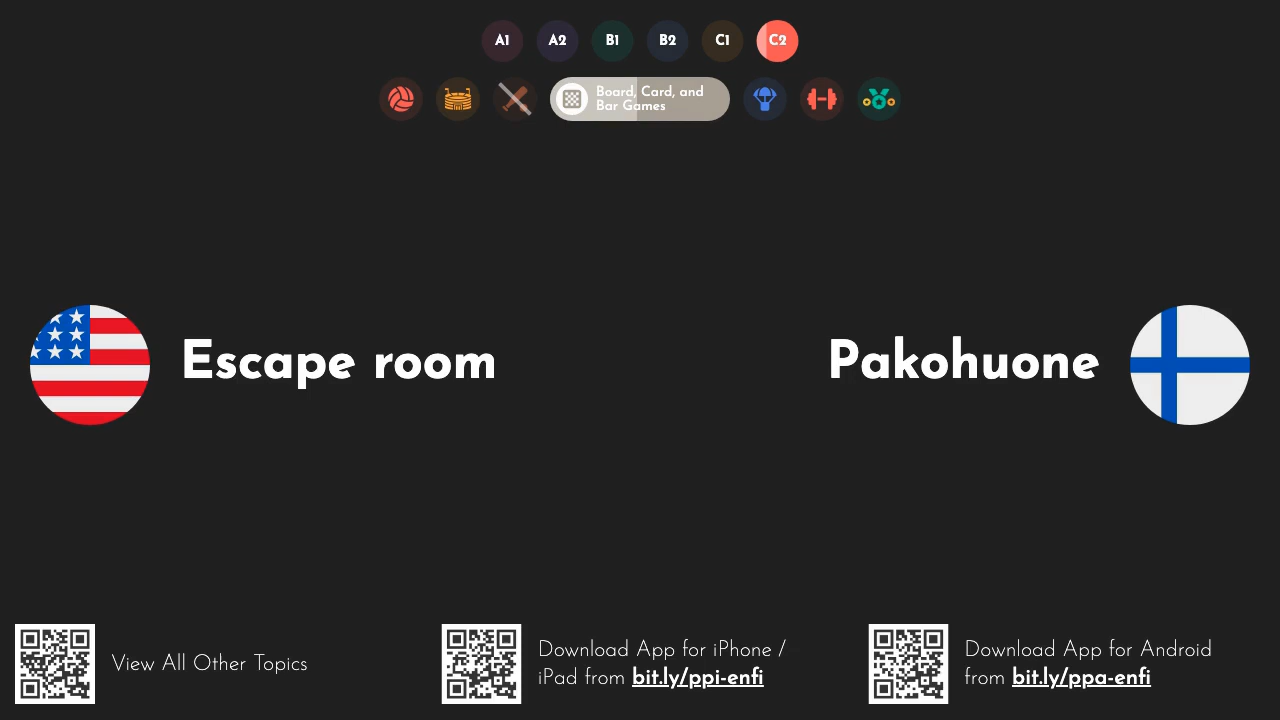 A1 A2 B1 B2 C1 C2
Board, Card, and
Bar Games
Escape room
Pakohuone
View All Other Topics
Download App for iPhone /
iPad from bit.ly/ppi-enfi
Download App for Android
from bit.ly/ppa-enfi